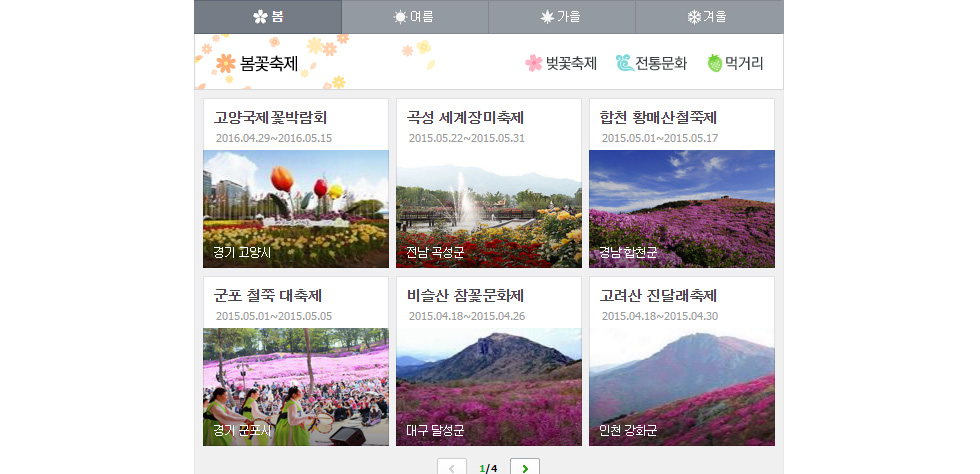 봄 여름 가을 겨울
봄꽃축제 벚꽃축제 전통문화 먹거리
고양국제꽃박람회
2016.04.29~2016.05.15
경기 고양시
곡성 세계장미축제
2015.05.22~2015.05.31
전남 곡성군
합천 황매산철쭉제
2015.05.01~2015.05.17
경남 합천군
군포 철쭉 대축제
2015.05.01~2015.05.05
경기 군포시
비슬산 참꽃문화제
2015.04.18~2015.04.26
대구 달성군
고려산 진달래축제
2015.04.18~2015.04.30
인천 강화군
1/4